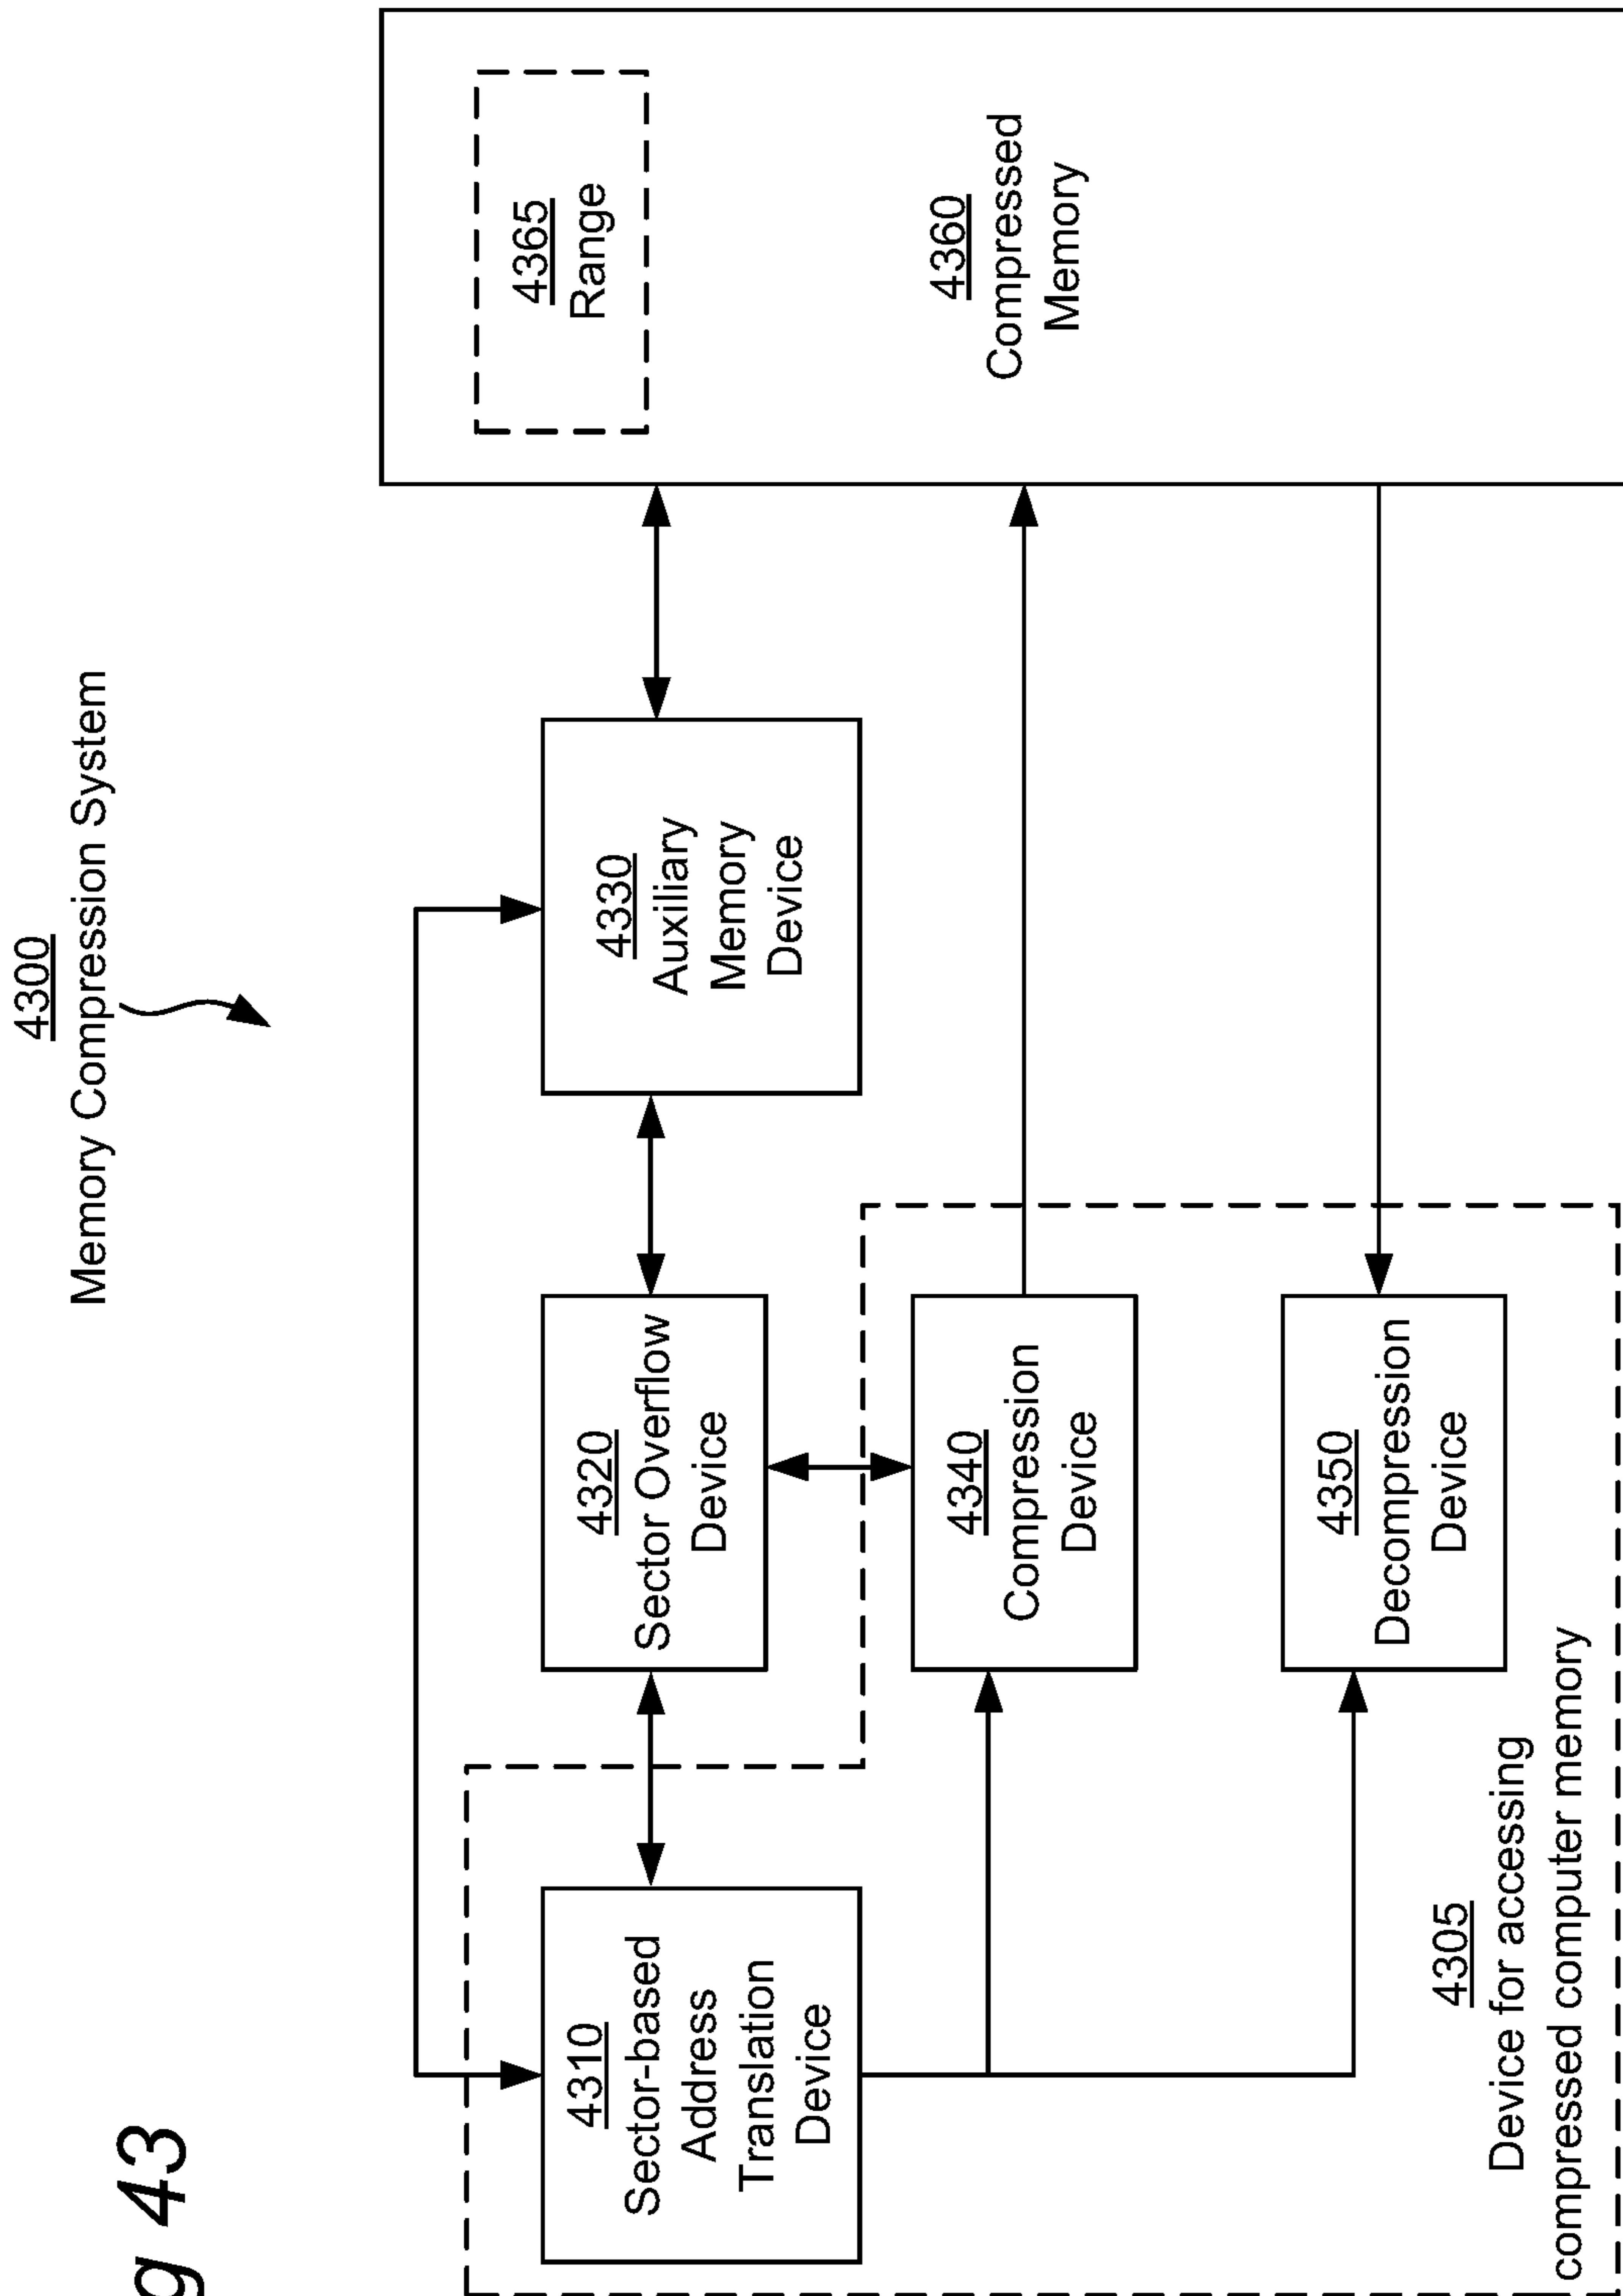 g 43
4300
Memory Compression System
4310
Sector-based
Address
Translation
Device
4320
Sector Overflow
Device
4330
Auxiliary
Memory
Device
4365
Range
4340
Compression
Device
4360
Compressed
Memory
4350
Decompression
Device
4305
Device for accessing
compressed computer memory